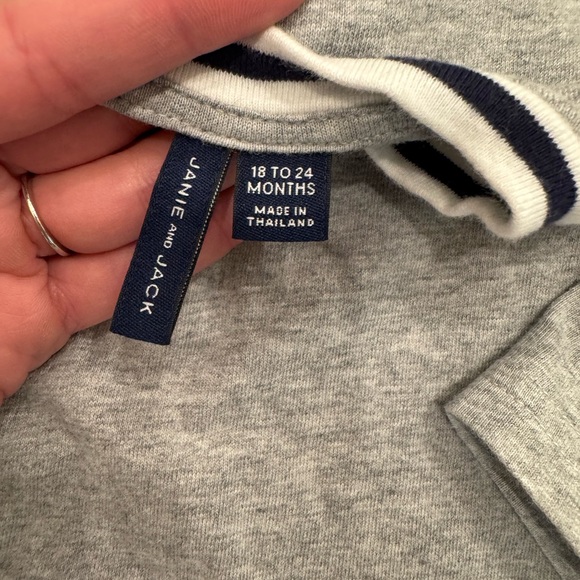 JANIE AND JACK
18 TO 24
MONTHS
MADE IN
THAILAND